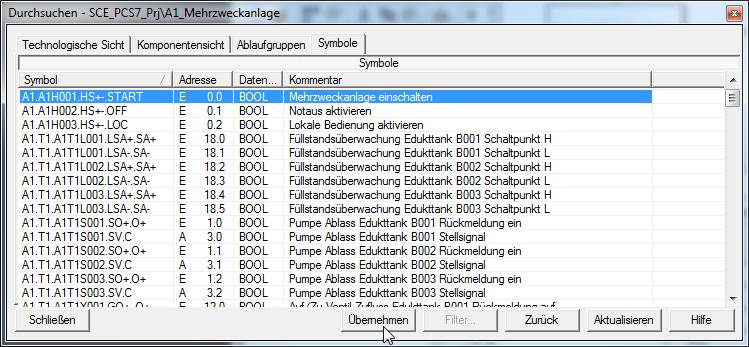 Durchsuchen - SCE_PCS7_Prj\A1_Mehrzweckanlage
Technologische Sicht Komponentensicht Ablaufgruppen Symbole
Symbole
Symbol Adresse Daten... Kommentar
A1.A1H001.HS+-.START E 0.0 BOOL Mehrzweckanlage einschalten
A1.A1H002.HS+-.OFF E 0.1 BOOL Notaus aktivieren
A1.A1H003.HS+-.LOC E 0.2 BOOL Lokale Bedienung aktivieren
A1.T1.A1T1L001.LSA+.SA+ E 18.0 BOOL Füllstandsüberwachung Edukttank B001 Schaltpunkt H
A1.T1.A1T1L001.LSA-.SA- E 18.1 BOOL Füllstandsüberwachung Edukttank B001 Schaltpunkt L
A1.T1.A1T1L002.LSA+.SA+ E 18.2 BOOL Füllstandsüberwachung Edukttank B002 Schaltpunkt H
A1.T1.A1T1L002.LSA-.SA- E 18.3 BOOL Füllstandsüberwachung Edukttank B002 Schaltpunkt L
A1.T1.A1T1L003.LSA+.SA+ E 18.4 BOOL Füllstandsüberwachung Edukttank B003 Schaltpunkt H
A1.T1.A1T1L003.LSA-.SA- E 18.5 BOOL Füllstandsüberwachung Edukttank B003 Schaltpunkt L
A1.T1.A1T1S001.SO+.O+ E 1.0 BOOL Pumpe Ablass Edukttank B001 Rückmeldung ein
A1.T1.A1T1S001.SV.C A 3.0 BOOL Pumpe Ablass Edukttank B001 Stellsignal
A1.T1.A1T1S002.SO+.O+ E 1.1 BOOL Pumpe Ablass Edukttank B002 Rückmeldung ein
A1.T1.A1T1S002.SV.C A 3.1 BOOL Pumpe Ablass Edukttank B002 Stellsignal
A1.T1.A1T1S003.SO+.O+ E 1.2 BOOL Pumpe Ablass Edukttank B003 Rückmeldung ein
A1.T1.A1T1S003.SV.C A 3.2 BOOL Pumpe Ablass Edukttank B003 Stellsignal
A1.T1.A1T1X001.GO+.O+ E 12.0 BOOL Auf/Zu Ventil Zufluss Edukttank B001 Rückmeldung auf
Schließen Übernehmen Filter... Zurück Aktualisieren Hilfe